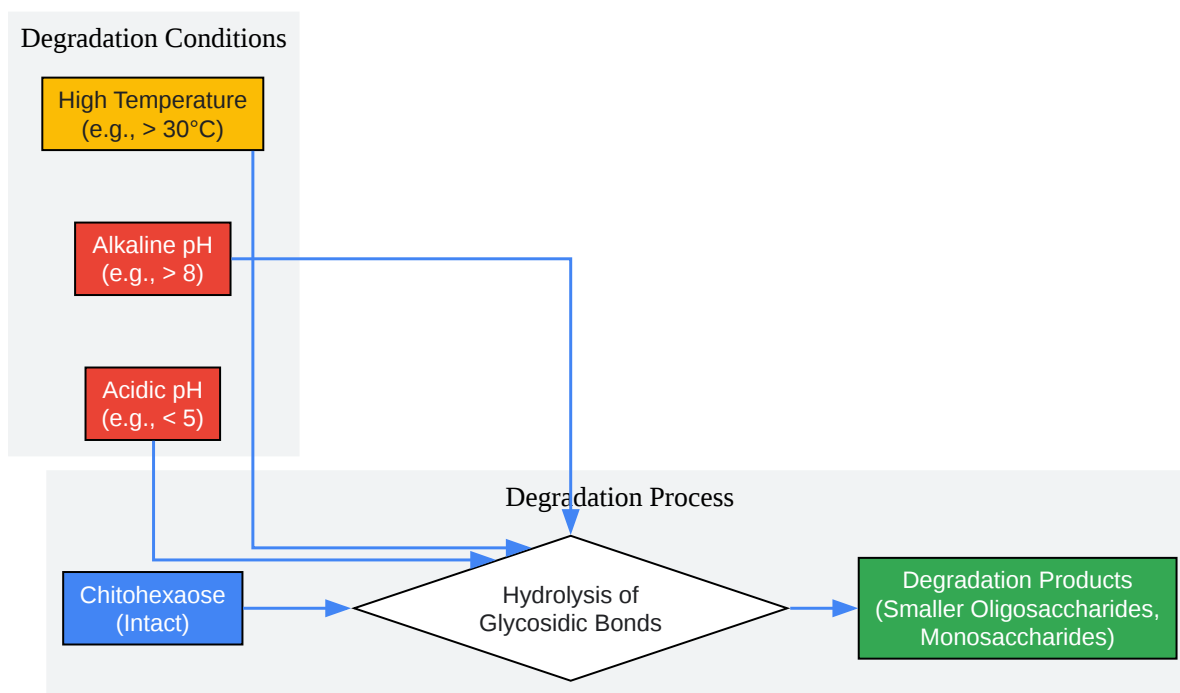 Degradation Conditions
High Temperature
(e.g., > 30°C)
Alkaline pH
(e.g., > 8)
Acidic pH
(e.g., < 5)
Degradation Process
Chitohexaose
(Intact)
Hydrolysis of
Glycosidic Bonds
Degradation Products
(Smaller Oligosaccharides,
Monosaccharides)